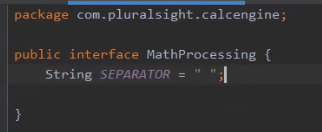 package com.pluralsight.calcengine;
public interface MathProcessing {
    String SEPARATOR = " ";
}